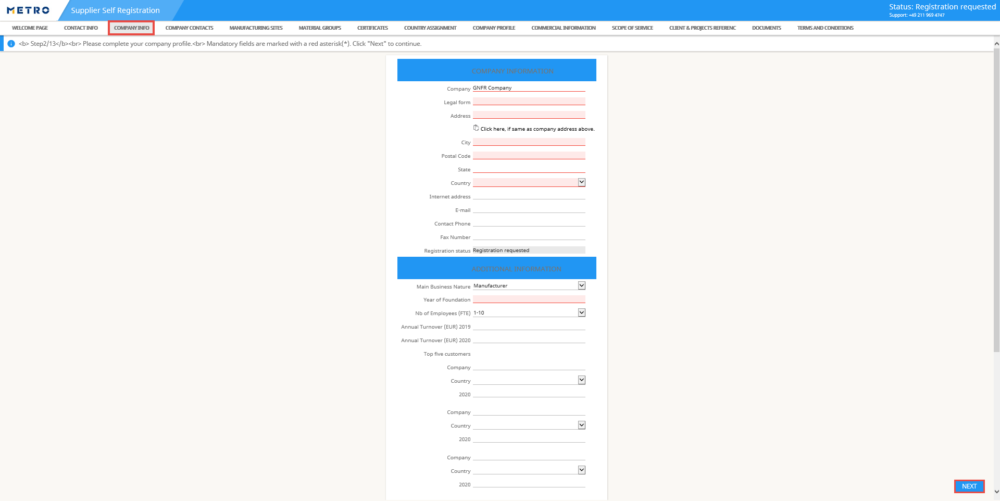 METRO
Supplier Self Registration
Status: Registration requested
Support: +49 211 969 4747
WELCOME PAGE CONTACT INFO COMPANY INFO COMPANY CONTACTS MANUFACTURING SITES MATERIAL GROUPS CERTIFICATES COUNTRY ASSIGNMENT COMPANY PROFILE COMMERCIAL INFORMATION SCOPE OF SERVICE CLIENT & PROJECTS REFERENC DOCUMENTS TERMS AND CONDITIONS
<b> Step2/13</b><br> Please complete your company profile.<br> Mandatory fields are marked with a red asterisk(*). Click "Next" to continue.
COMPANY INFORMATION
Company GNFR Company
Legal form
Address
Click here, if same as company address above.
City
Postal Code
State
Country
Internet address
E-mail
Contact Phone
Fax Number
Registration status Registration requested
ADDITIONAL INFORMATION
Main Business Nature Manufacturer
Year of Foundation
Nb of Employees (FTE) 1-10
Annual Turnover (EUR) 2019
Annual Turnover (EUR) 2020
Top five customers
Company
Country
2020
Company
Country
2020
Company
Country
2020
NEXT